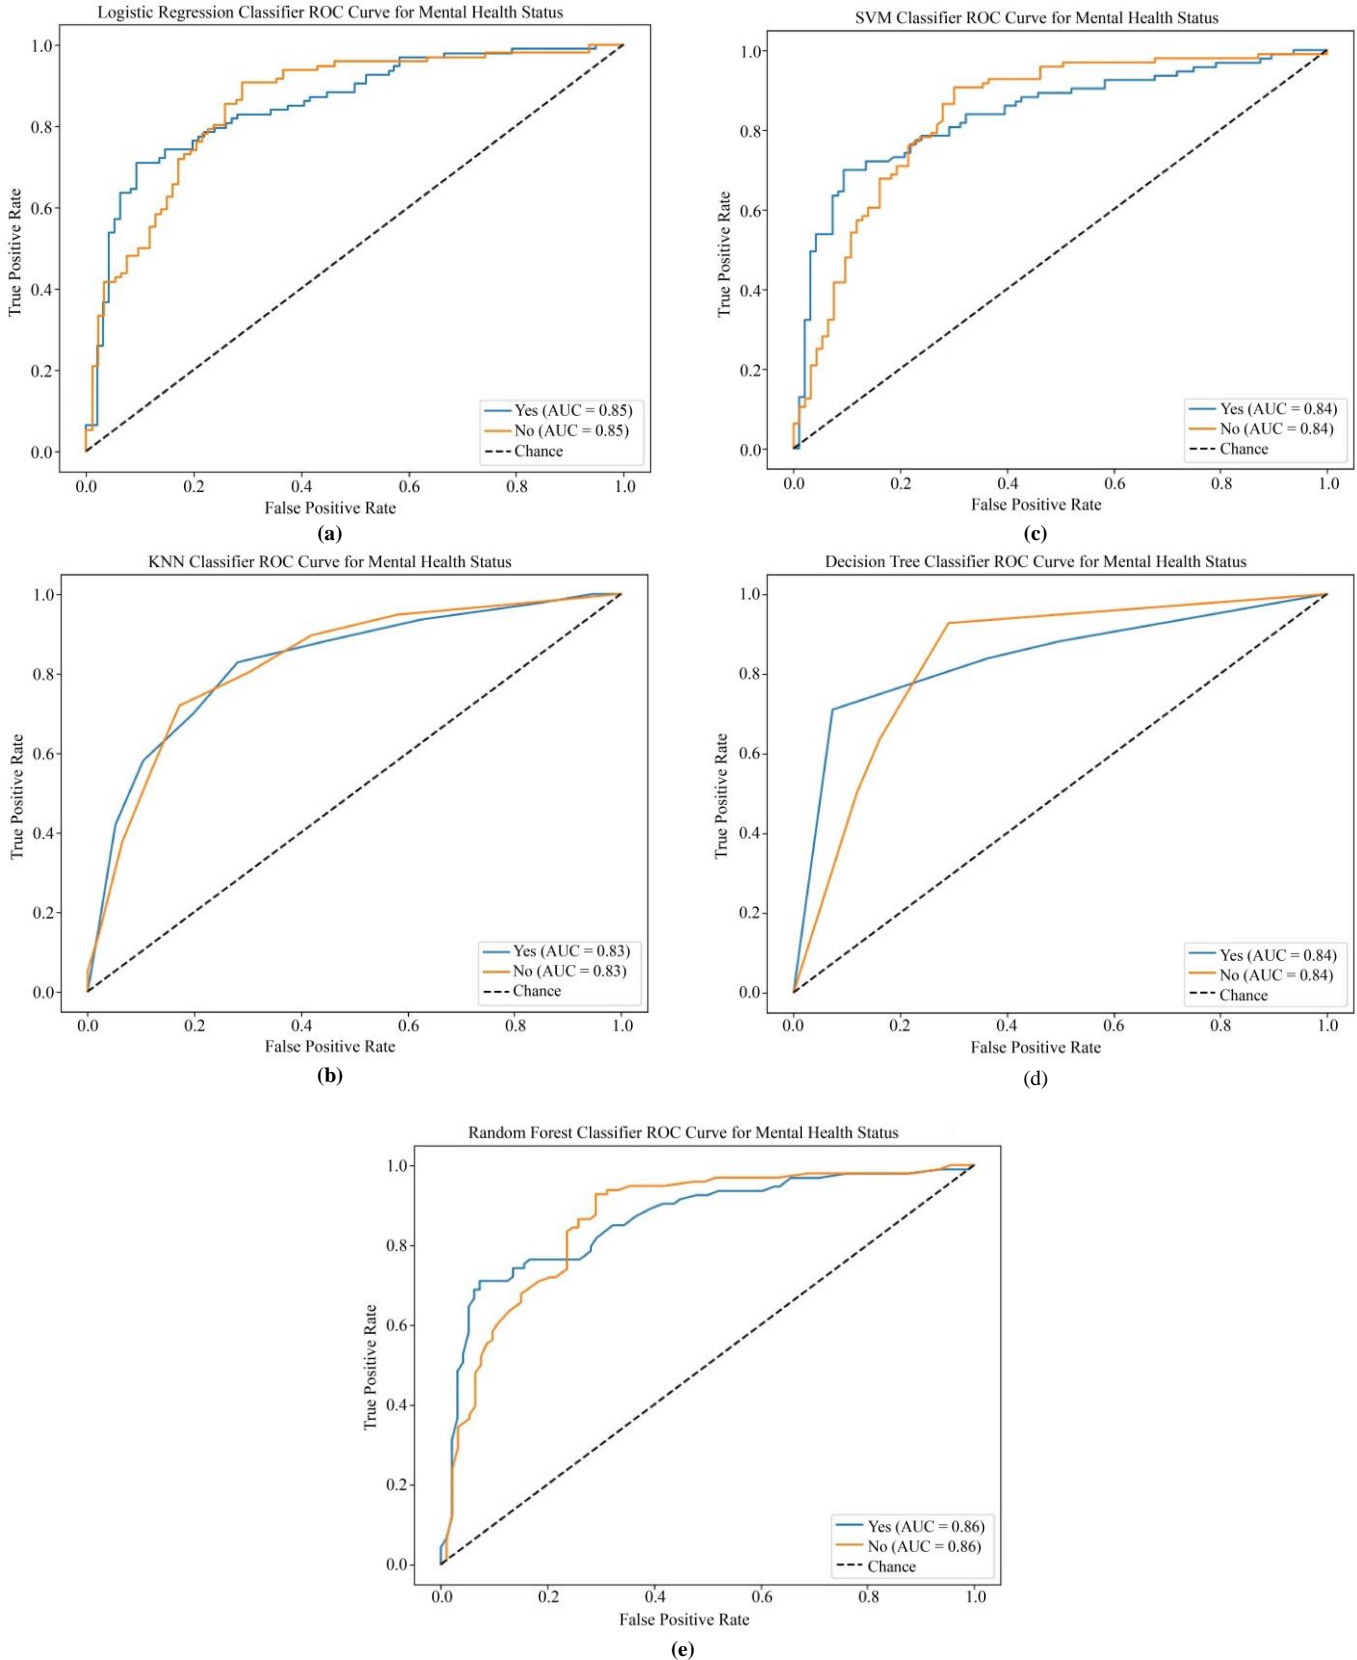 Logistic Regression Classifier ROC Curve for Mental Health Status
1.0
0.8
0.6
0.4
0.2
0.0
True Positive Rate
Yes (AUC = 0.85)
No (AUC = 0.85)
Chance
0.0 0.2 0.4 0.6 0.8 1.0
False Positive Rate
(a)
SVM Classifier ROC Curve for Mental Health Status
1.0
0.8
0.6
0.4
0.2
0.0
True Positive Rate
Yes (AUC = 0.84)
No (AUC = 0.84)
Chance
0.0 0.2 0.4 0.6 0.8 1.0
False Positive Rate
(c)
KNN Classifier ROC Curve for Mental Health Status
1.0
0.8
0.6
0.4
0.2
0.0
True Positive Rate
Yes (AUC = 0.83)
No (AUC = 0.83)
Chance
0.0 0.2 0.4 0.6 0.8 1.0
False Positive Rate
(b)
Decision Tree Classifier ROC Curve for Mental Health Status
1.0
0.8
0.6
0.4
0.2
0.0
True Positive Rate
Yes (AUC = 0.84)
No (AUC = 0.84)
Chance
0.0 0.2 0.4 0.6 0.8 1.0
False Positive Rate
(d)
Random Forest Classifier ROC Curve for Mental Health Status
1.0
0.8
0.6
0.4
0.2
0.0
True Positive Rate
Yes (AUC = 0.86)
No (AUC = 0.86)
Chance
0.0 0.2 0.4 0.6 0.8 1.0
False Positive Rate
(e)